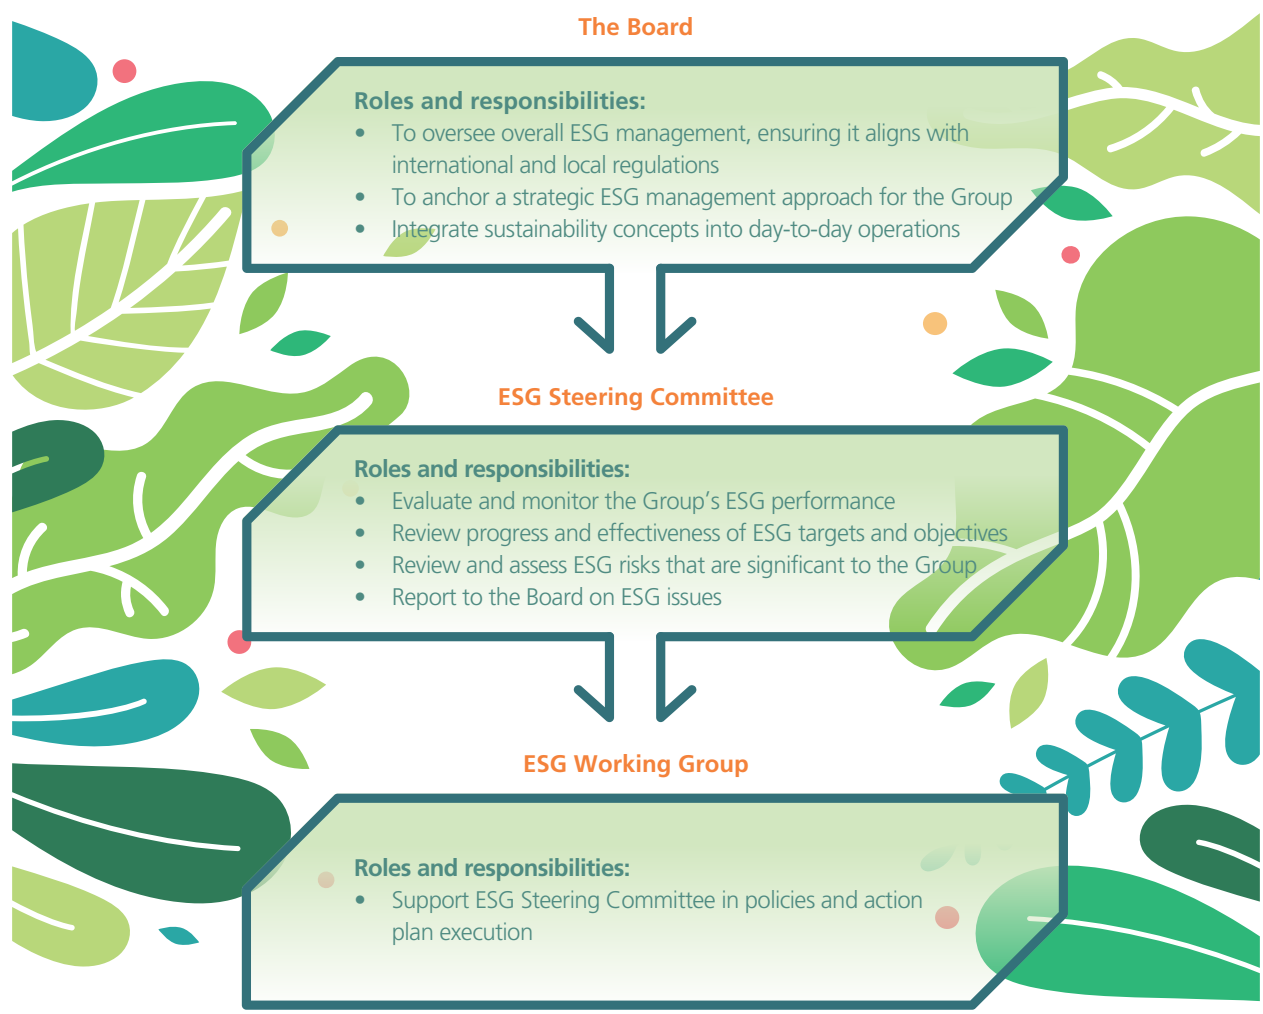 The Board
Roles and responsibilities:
• To oversee overall ESG management, ensuring it aligns with
international and local regulations
• To anchor a strategic ESG management approach for the Group
• Integrate sustainability concepts into day-to-day operations
ESG Steering Committee
Roles and responsibilities:
• Evaluate and monitor the Group’s ESG performance
• Review progress and effectiveness of ESG targets and objectives
• Review and assess ESG risks that are significant to the Group
• Report to the Board on ESG issues
ESG Working Group
Roles and responsibilities:
• Support ESG Steering Committee in policies and action
plan execution